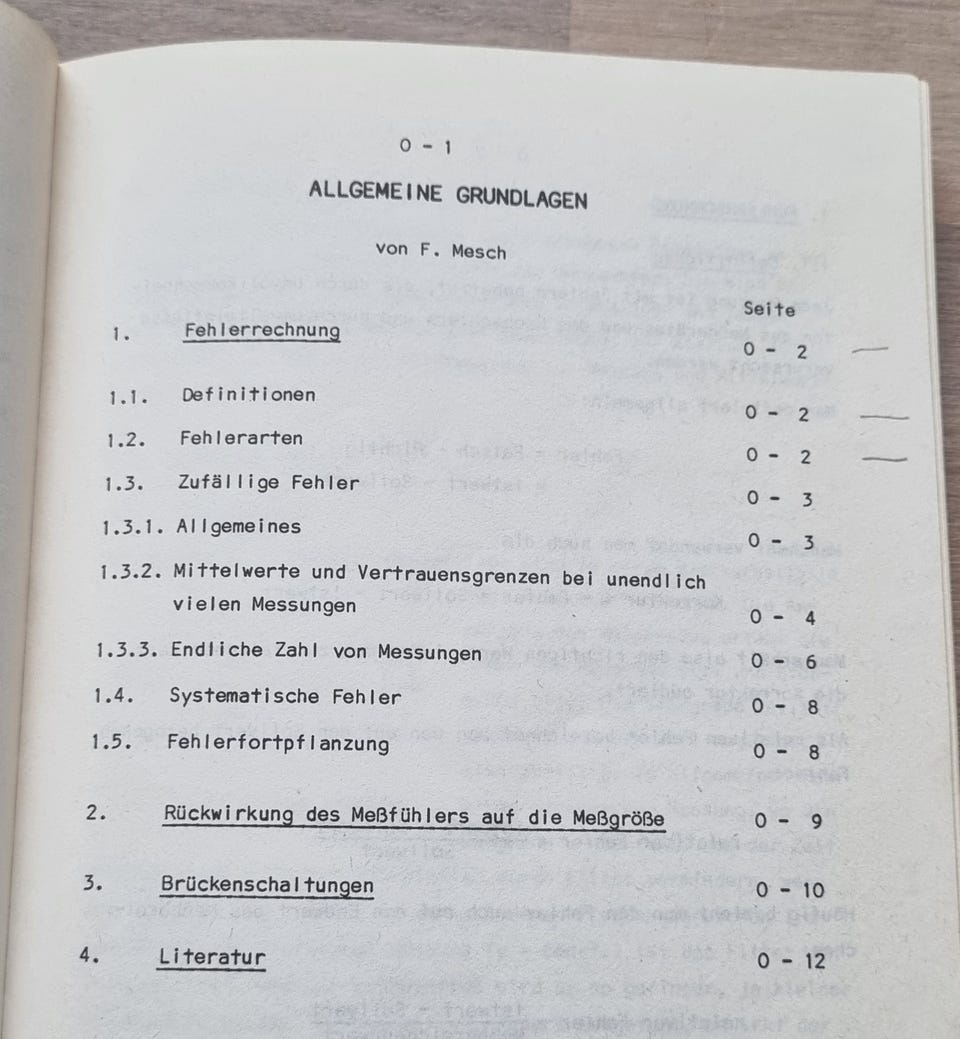 0 - 1
ALLGEMEINE GRUNDLAGEN
von F. Mesch
Seite
1. Fehlerrechnung 0 - 2
1.1. Definitionen 0 - 2
1.2. Fehlerarten 0 - 2
1.3. Zufällige Fehler 0 - 3
1.3.1. Allgemeines 0 - 3
1.3.2. Mittelwerte und Vertrauensgrenzen bei unendlich
vielen Messungen 0 - 4
1.3.3. Endliche Zahl von Messungen 0 - 6
1.4. Systematische Fehler 0 - 8
1.5. Fehlerfortpflanzung 0 - 8
2. Rückwirkung des Meßfühlers auf die Meßgröße 0 - 9
3. Brückenschaltungen 0 - 10
4. Literatur 0 - 12